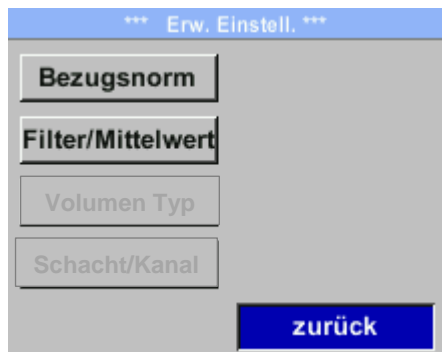 *** Erw. Einstell. ***
Bezugsnorm
Filter/Mittelwert
Volumen Typ
Schacht/Kanal
zurück